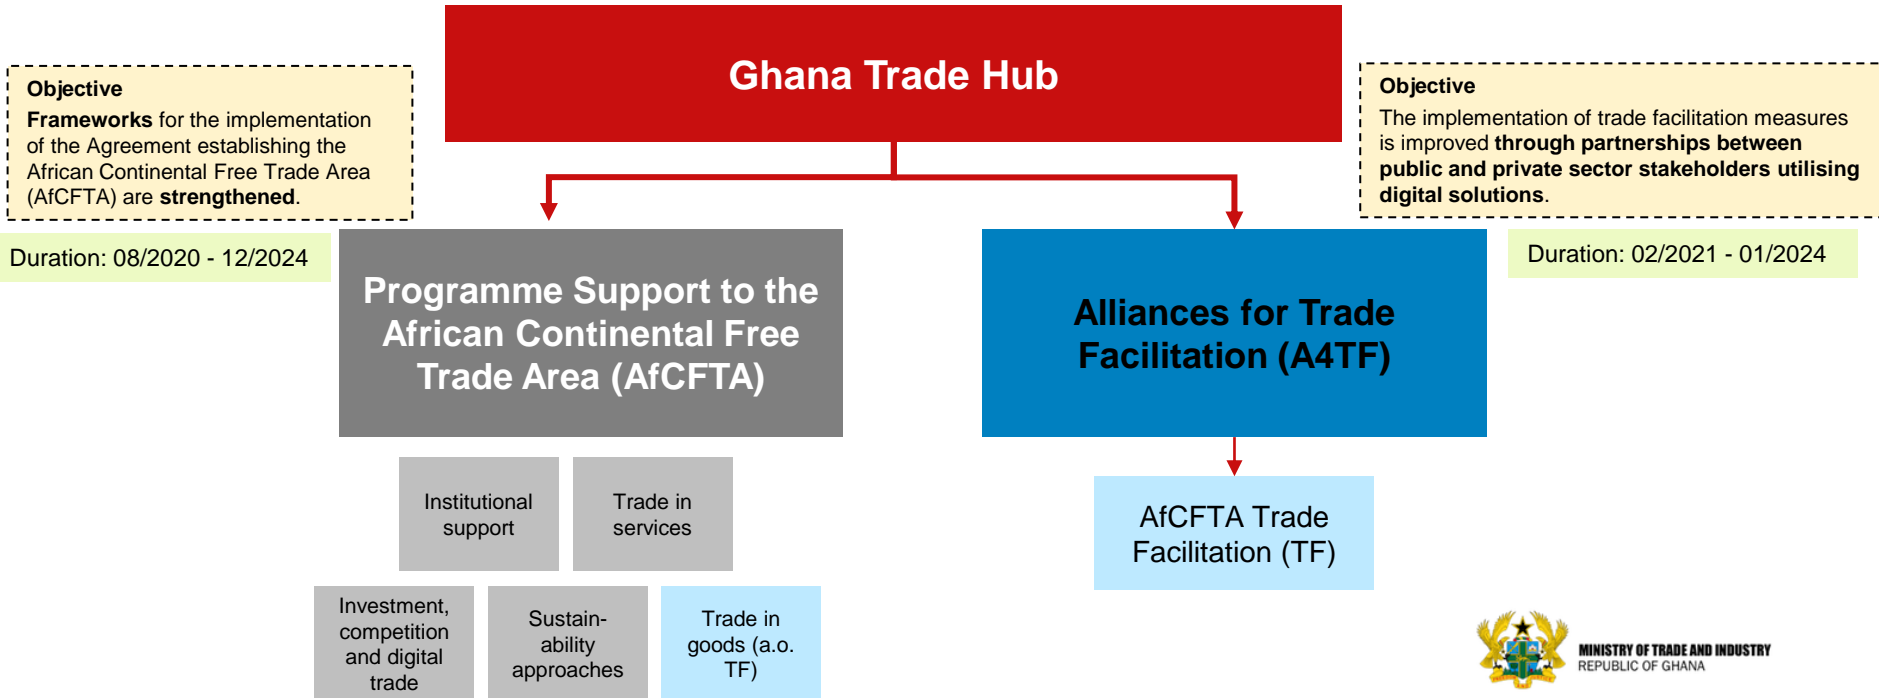 Ghana Trade Hub
Objective
Frameworks for the implementation
of the Agreement establishing the
African Continental Free Trade Area
(AfCFTA) are strengthened.
Objective
The implementation of trade facilitation measures
is improved through partnerships between
public and private sector stakeholders utilising
digital solutions.
Duration: 08/2020 - 12/2024
Duration: 02/2021 - 01/2024
Programme Support to the
African Continental Free
Trade Area (AfCFTA)
Alliances for Trade
Facilitation (A4TF)
Institutional
support
Trade in
services
AfCFTA Trade
Facilitation (TF)
Investment,
competition
and digital
trade
Sustain-
ability
approaches
Trade in
goods (a.o.
TF)
MINISTRY OF TRADE AND INDUSTRY
REPUBLIC OF GHANA